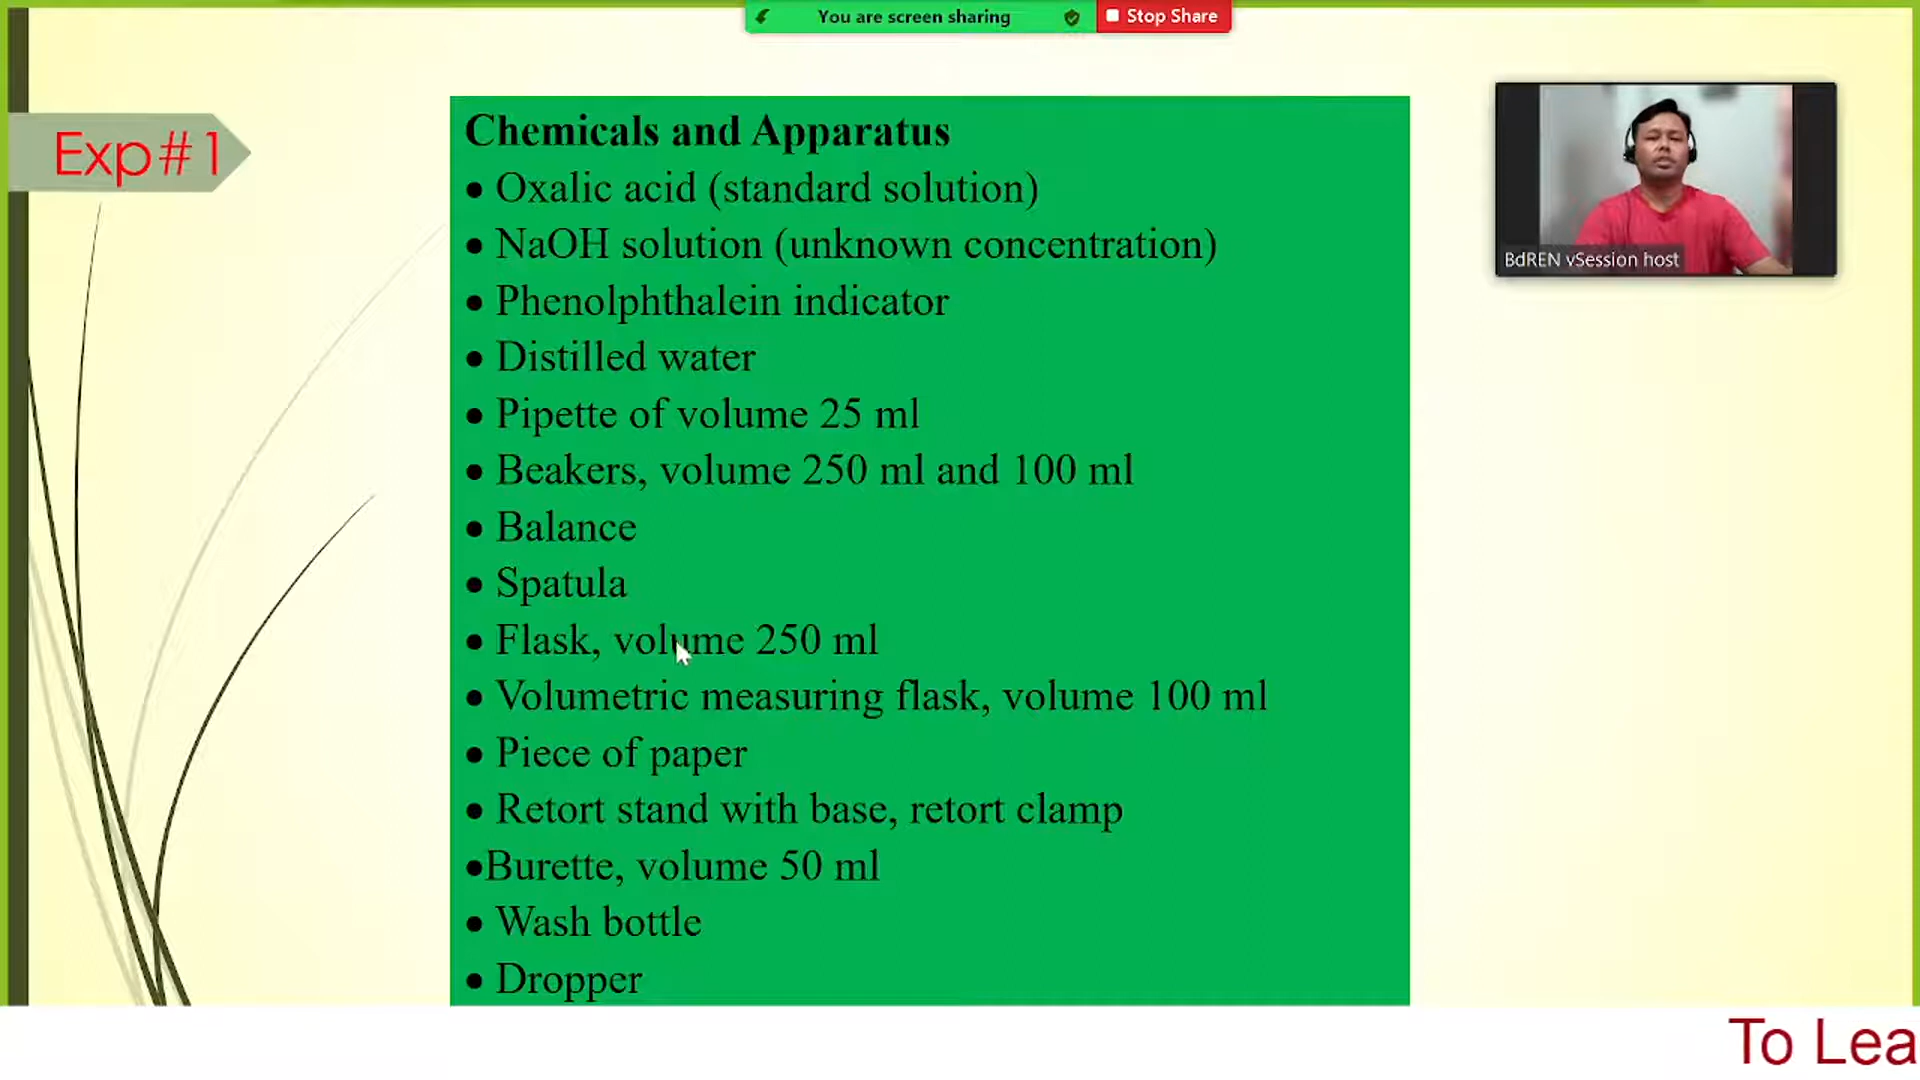 You are screen sharing
Stop Share
Exp#1
Chemicals and Apparatus
• Oxalic acid (standard solution)
• NaOH solution (unknown concentration)
• Phenolphthalein indicator
• Distilled water
• Pipette of volume 25 ml
• Beakers, volume 250 ml and 100 ml
• Balance
• Spatula
• Flask, volume 250 ml
• Volumetric measuring flask, volume 100 ml
• Piece of paper
• Retort stand with base, retort clamp
•Burette, volume 50 ml
• Wash bottle
• Dropper
BdREN vSession host
To Lea